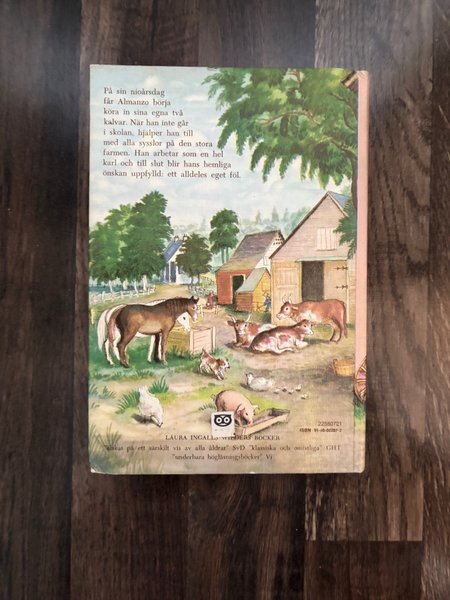 På sin nioårsdag
får Almanzo börja
köra in sina egna två
kalvar. När han inte går
i skolan, hjälper han till
med alla sysslor på den stora
farmen. Han arbetar som en hel
karl och till slut blir hans hemliga
önskan uppfylld: ett alldeles eget föl.
22580721
ISBN 91-
LAURA INGALLS WILDERS BÖCKER
på ett särskilt vis av alla åldrar" SvD "klassiska och omistliga" GHT
"underbara högläsningsböcker" Vi